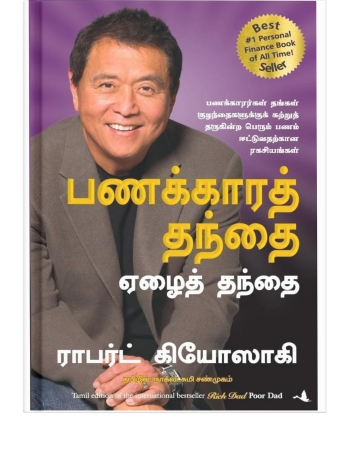 Best
#1 Personal
Finance Book
of All Time!
Seller
பணக்காரர்கள் தங்கள்
குழந்தைகளுக்குக் கற்றுத்
தருகின்ற பெரும் பணம்
ஈட்டுவதற்கான
ரகசியங்கள்
பணக்காரத்
தந்தை
ஏழைத் தந்தை
ராபர்ட் கியோஸாகி
சண்முகம்
Tamil edition of the international bestseller Rich Dad Poor Dad